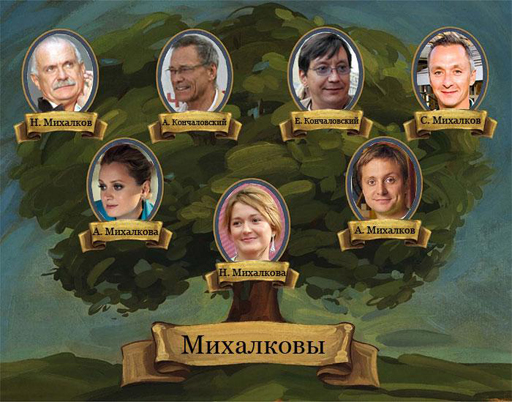 Н. Михалков
А. Кончаловский
Е. Кончаловский
С. Михалков
А. Михалкова
А. Михалков
Н. Михалкова
Михалковы